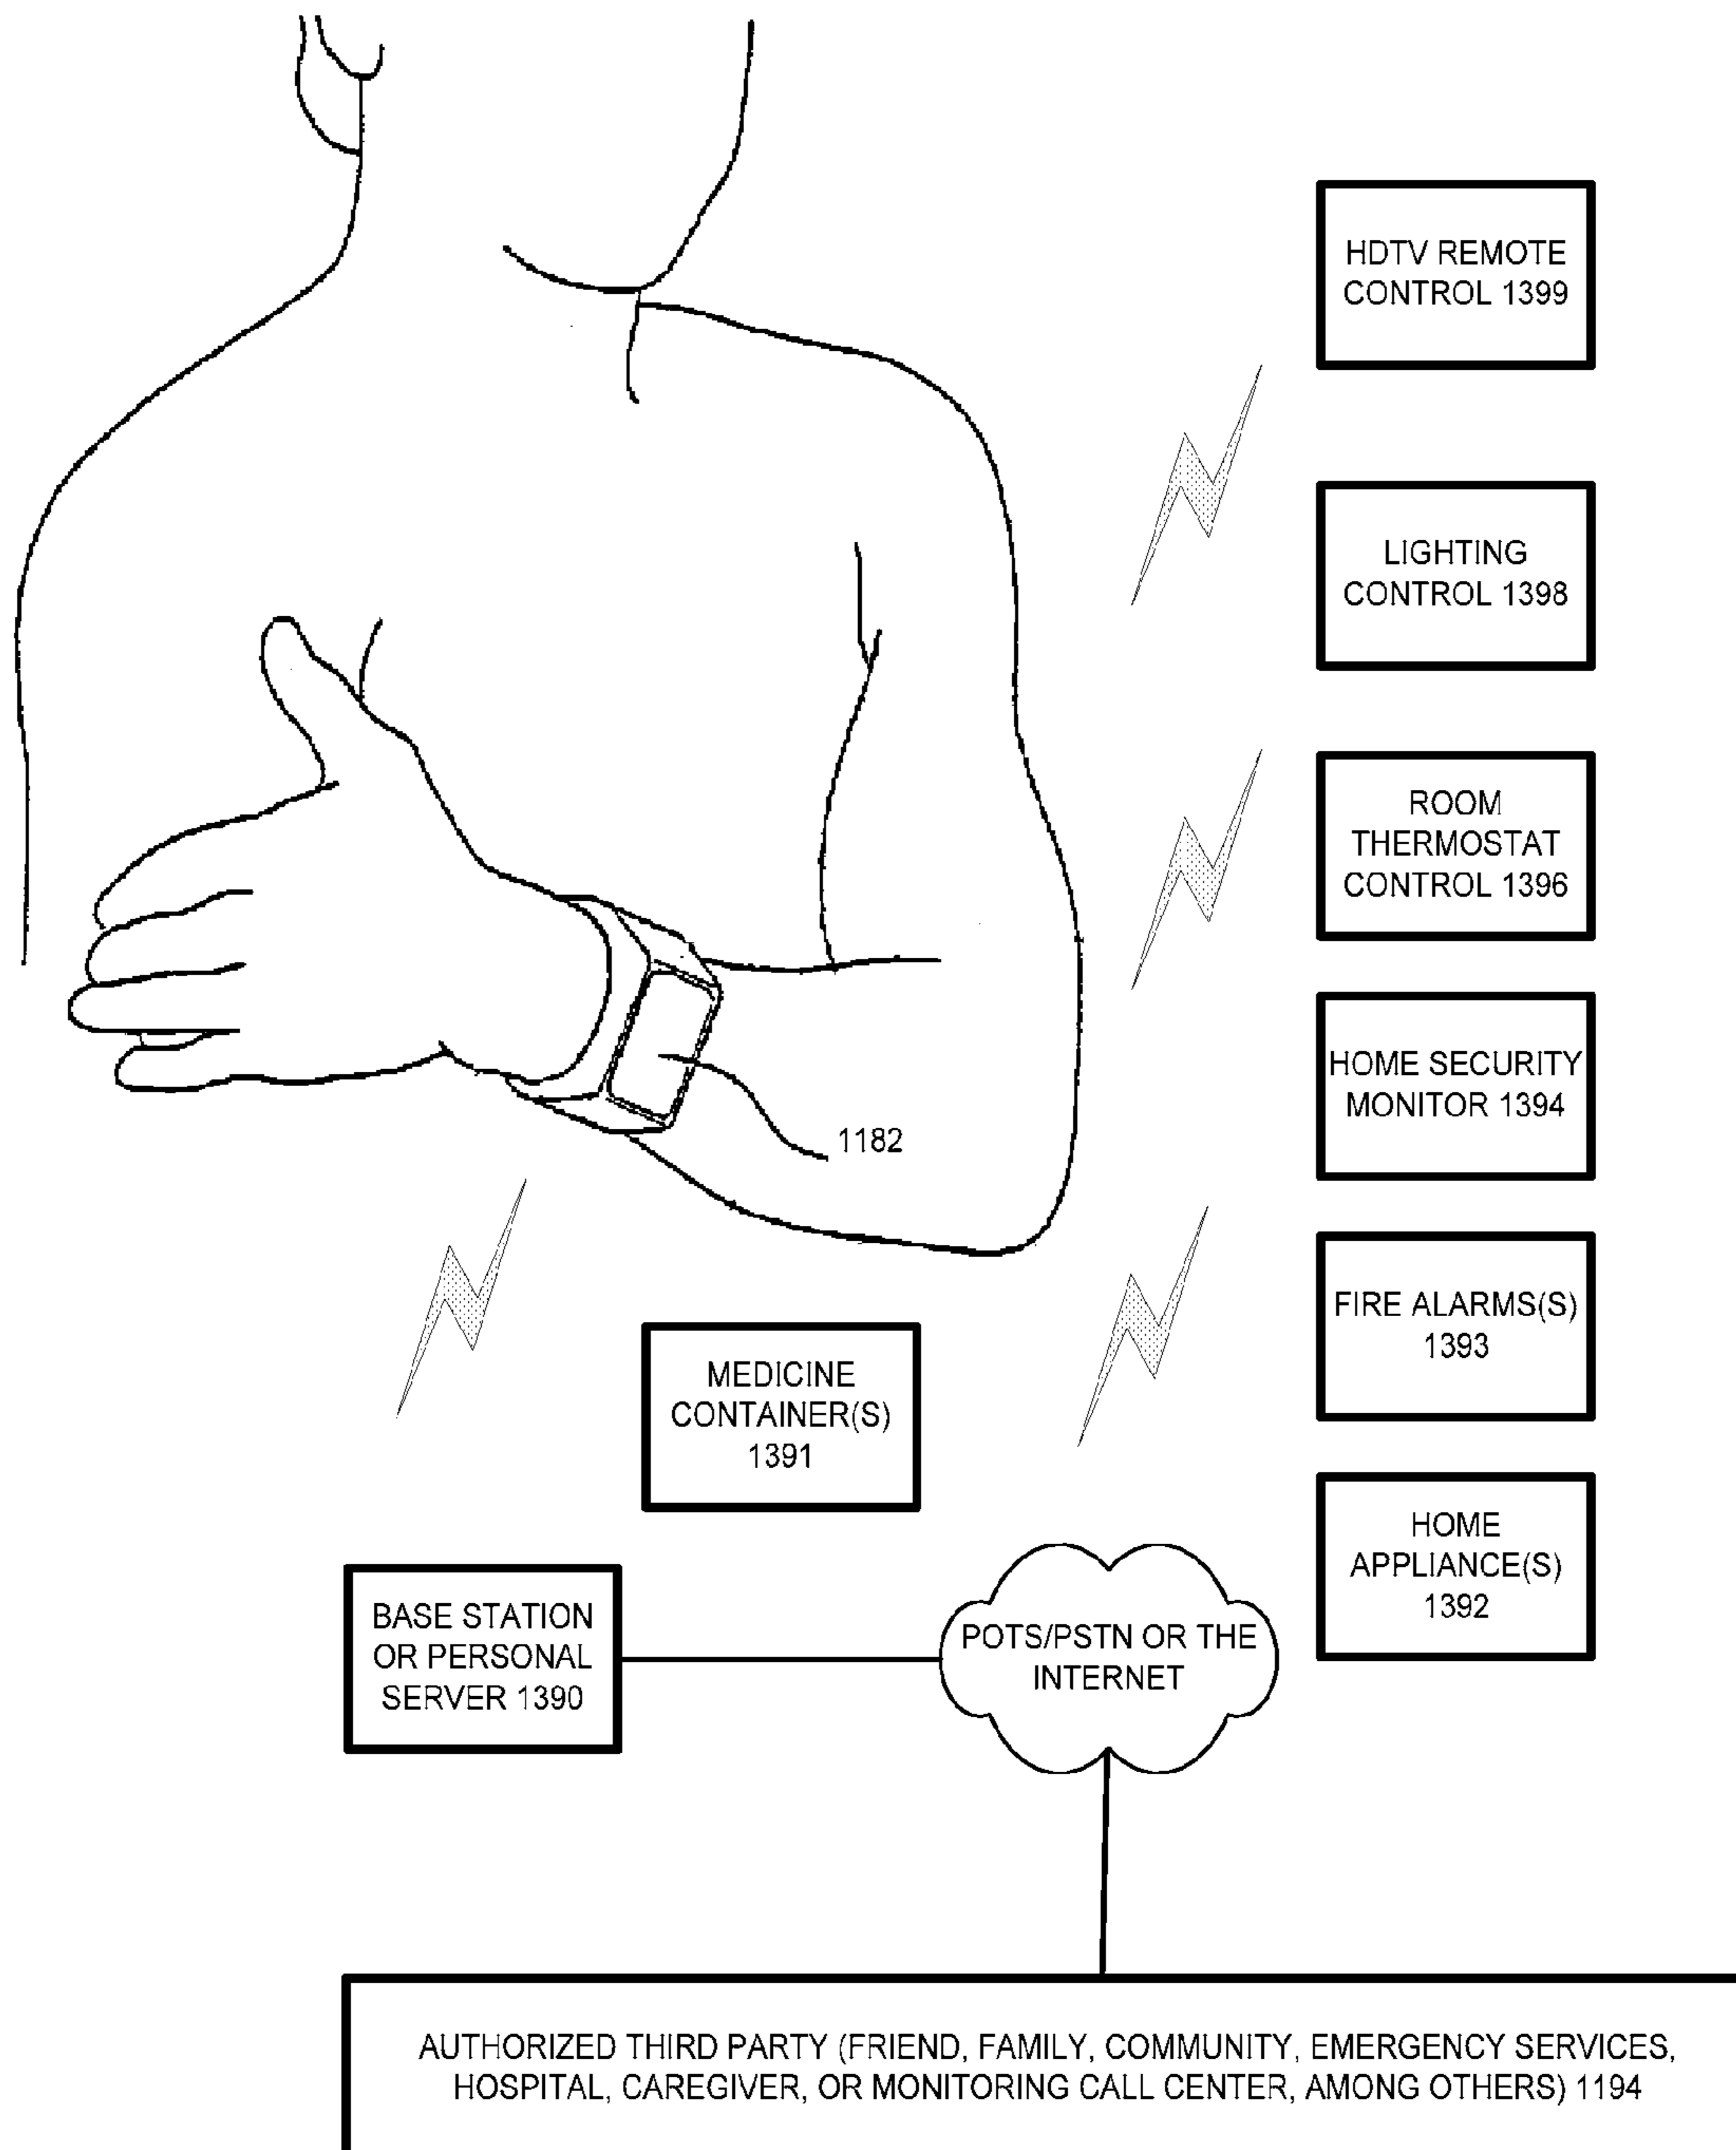 HDTV REMOTE
CONTROL 1399
LIGHTING
CONTROL 1398
ROOM
THERMOSTAT
CONTROL 1396
HOME SECURITY
MONITOR 1394
1182
FIRE ALARMS(S)
1393
MEDICINE
CONTAINER(S)
1391
HOME
APPLIANCE(S)
1392
BASE STATION
OR PERSONAL
SERVER 1390
POTS/PSTN OR THE
INTERNET
AUTHORIZED THIRD PARTY (FRIEND, FAMILY, COMMUNITY, EMERGENCY SERVICES,
HOSPITAL, CAREGIVER, OR MONITORING CALL CENTER, AMONG OTHERS) 1194